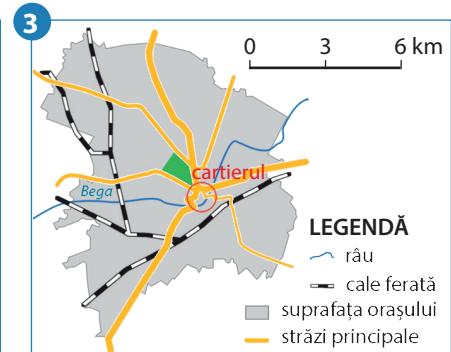 3
0 3 6 km
cartierul
Bega
LEGENDĂ
râu
cale ferată
suprafața orașului
străzi principale